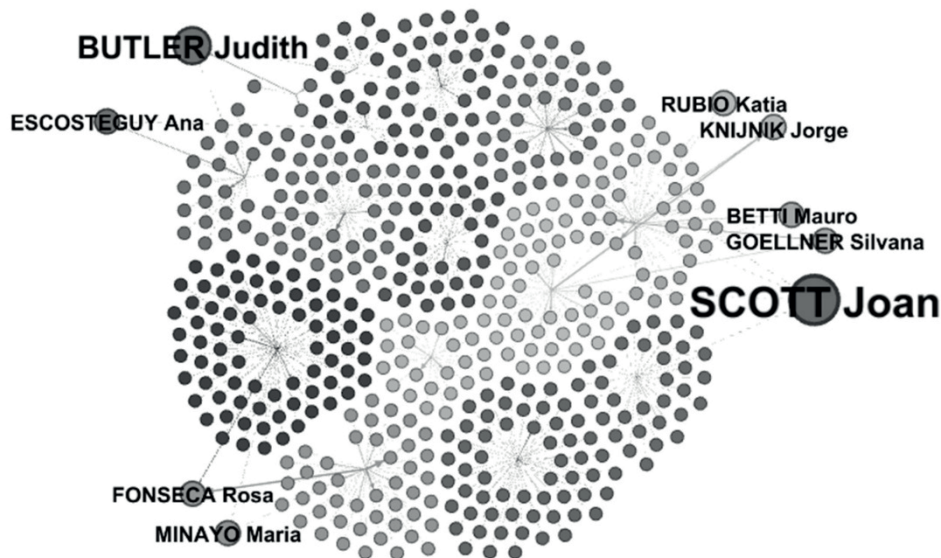 BUTLER Judith
RUBIO Katia
ESCOSTEGUY Ana
KNIJNIK Jorge
BETTI Mauro
GOELLNER Silvana
SCOTT Joan
FONSECA Rosa
MINAYO Maria